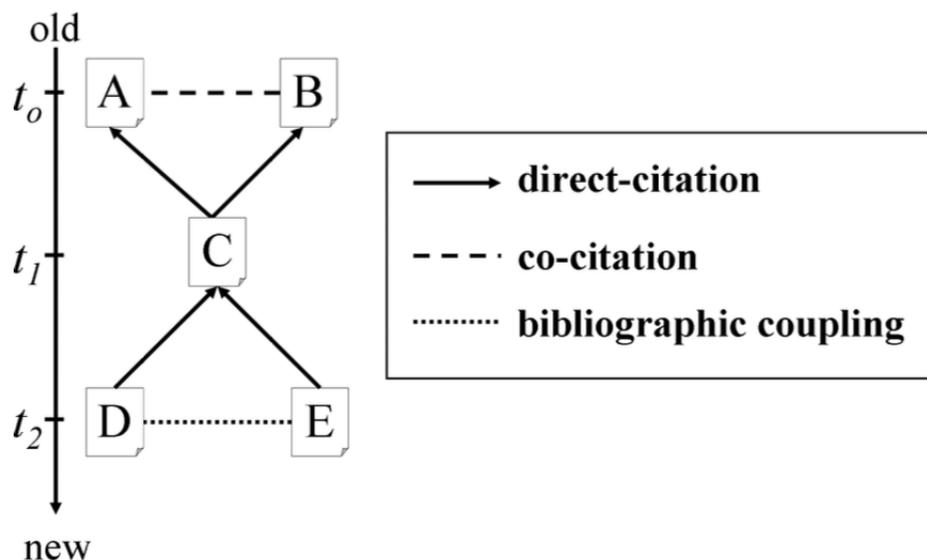 old
t_o A B
direct-citation
co-citation
t_1 C
bibliographic coupling
t_2 D E
new